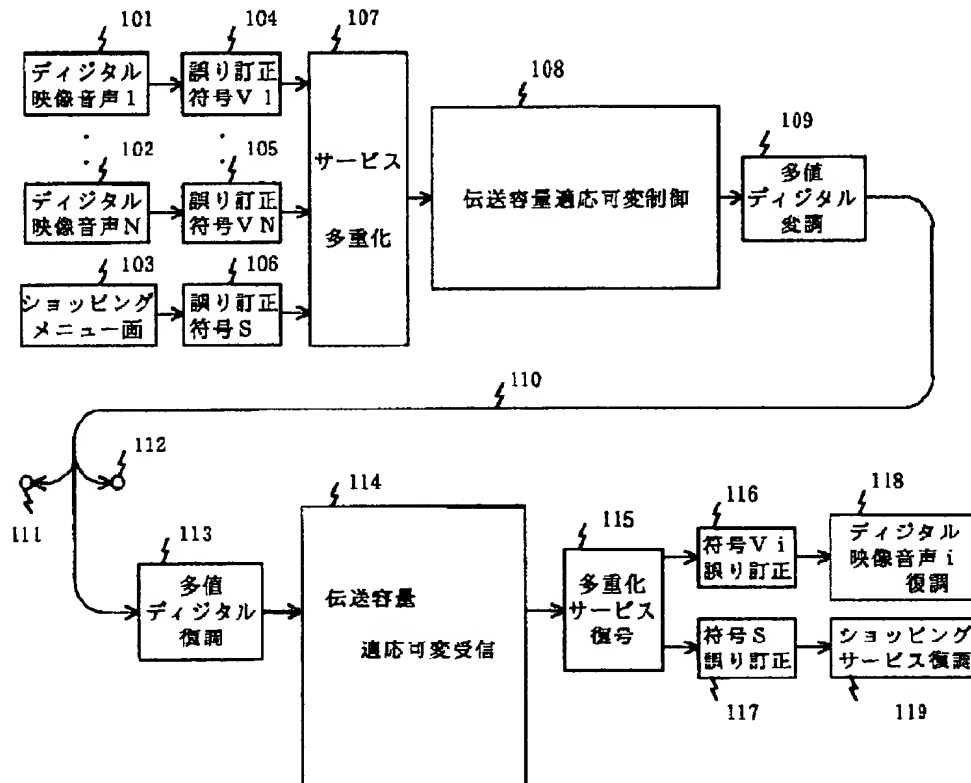 101
104
107
ディジタル
映像音声1
誤り訂正
符号V1
108
102
105
109
ディジタル
映像音声N
誤り訂正
符号VN
サービス
多重化
伝送容量適応可変制御
多値
ディジタル
変調
103
106
ショッピング
メニュー画
誤り訂正
符号S
110
112
111
113
114
115
116
118
多値
ディジタル
復調
伝送容量
適応可変受信
多重化
サービス
復号
符号Vi
誤り訂正
ディジタル
映像音声i
復調
符号S
誤り訂正
ショッピング
サービス復調
117
119